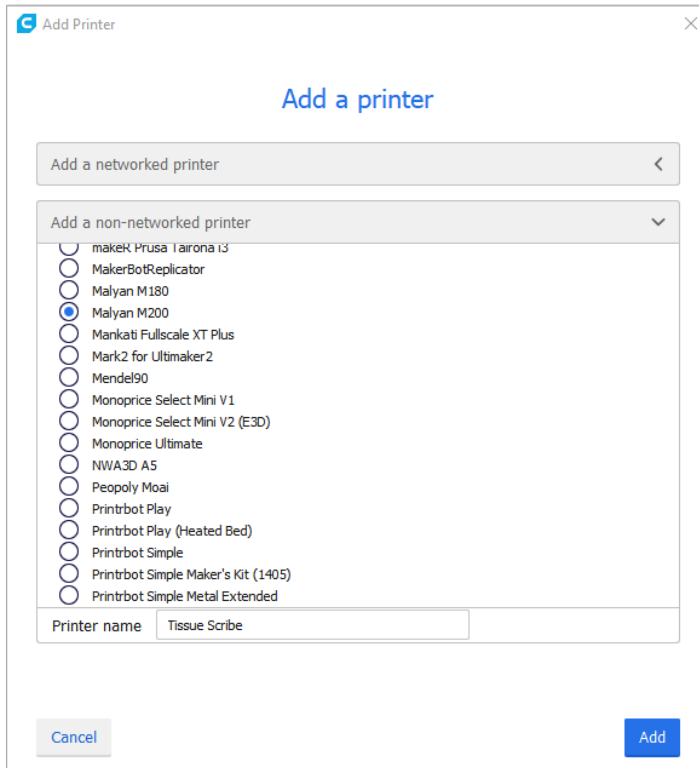 Add Printer
Add a printer
Add a networked printer
Add a non-networked printer
makeR Prusa Tairona i3
MakerBotReplicator
Malyan M180
Malyan M200
Mankati Fullscale XT Plus
Mark2 for Ultimaker2
Mendel90
Monoprice Select Mini V1
Monoprice Select Mini V2 (E3D)
Monoprice Ultimate
NWA3D A5
Peopoly Moai
Printrbot Play
Printrbot Play (Heated Bed)
Printrbot Simple
Printrbot Simple Maker's Kit (1405)
Printrbot Simple Metal Extended
Printer name Tissue Scribe
Cancel Add